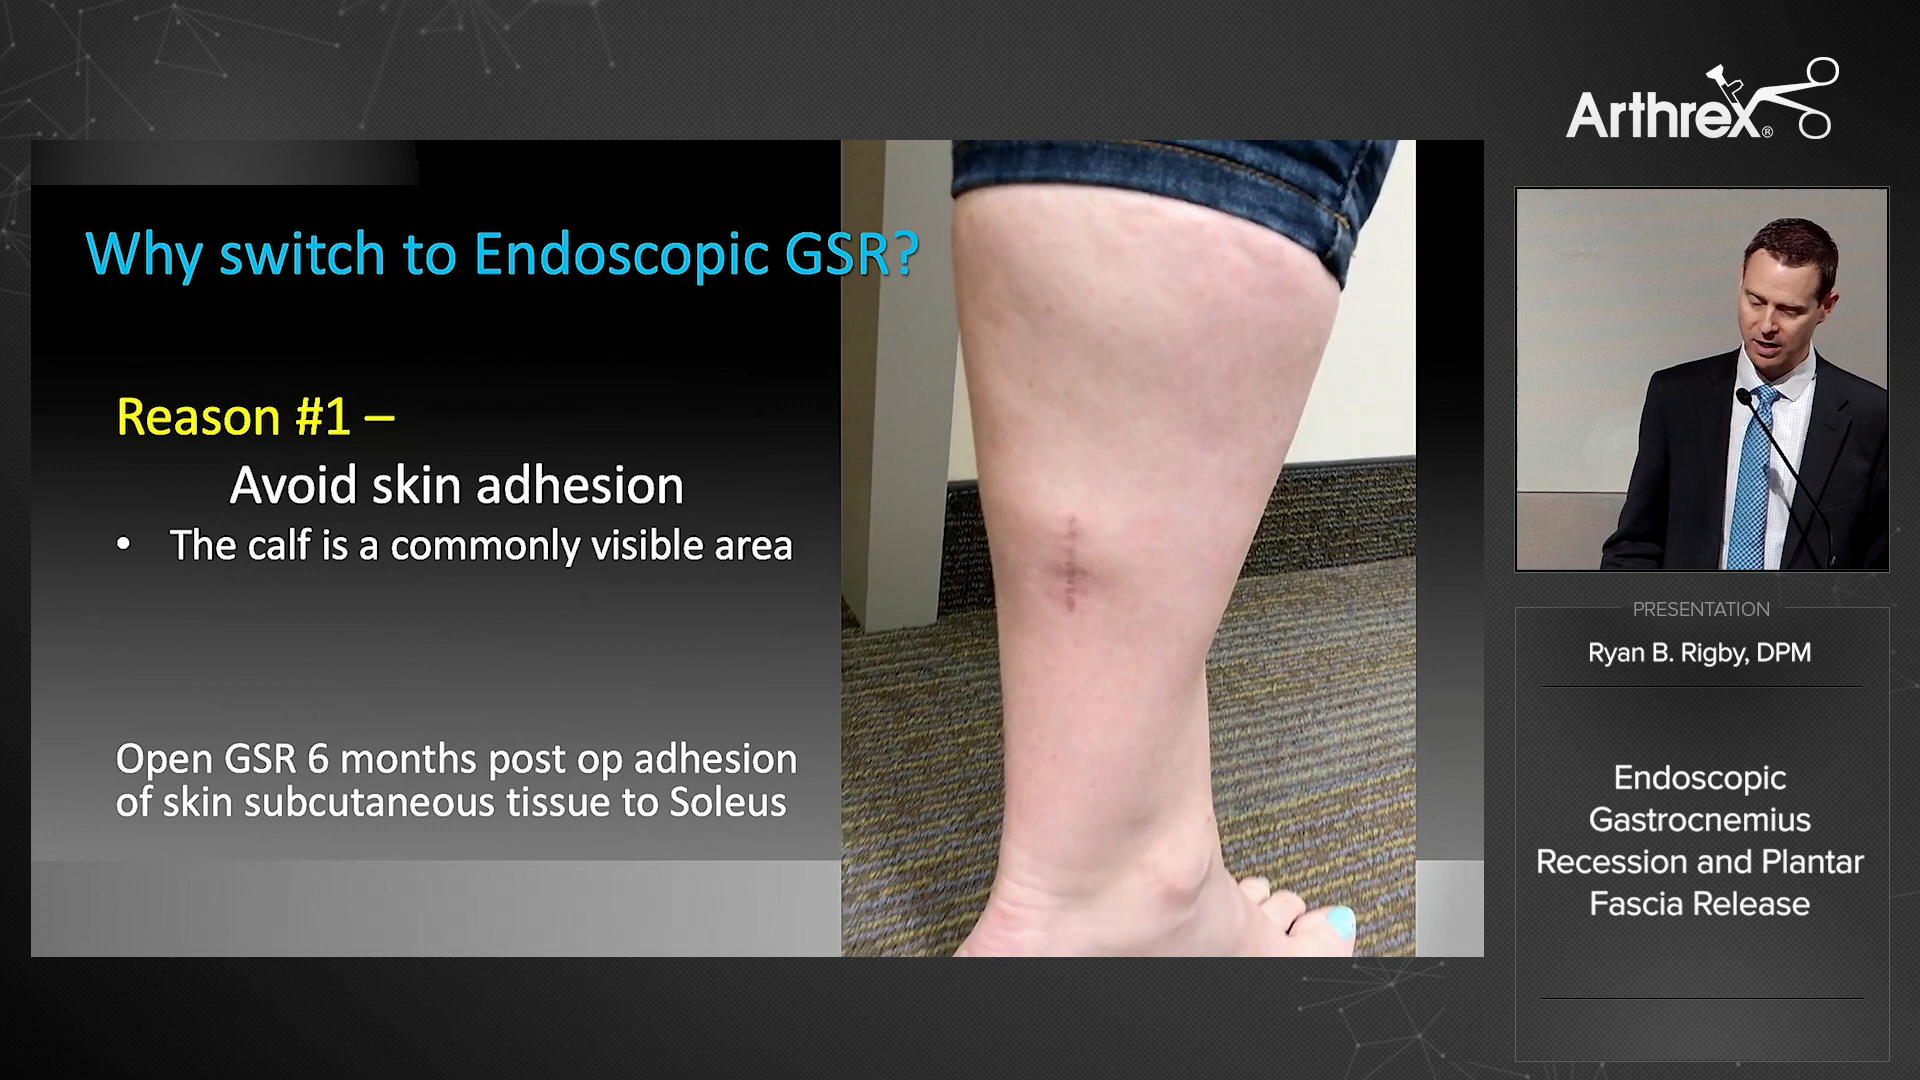 Arthrex®
Why switch to Endoscopic GSR?
Reason #1 –
Avoid skin adhesion
• The calf is a commonly visible area
Open GSR 6 months post op adhesion
of skin subcutaneous tissue to Soleus
PRESENTATION
Ryan B. Rigby, DPM
Endoscopic
Gastrocnemius
Recession and Plantar
Fascia Release